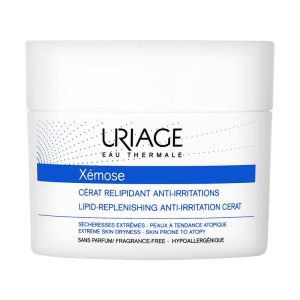 URIAGE
EAU THERMALE
Xémose
CÉRAT RELIPIDANT ANTI-IRRITATIONS
LIPID-REPLENISHING ANTI-IRRITATION CERAT
SÉCHERESSES EXTRÊMES - PEAUX À TENDANCE ATOPIQUE
EXTREME SKIN DRYNESS - SKIN PRONE TO ATOPY
SANS PARFUM/ FRAGRANCE-FREE - HYPOALLERGÉNIQUE